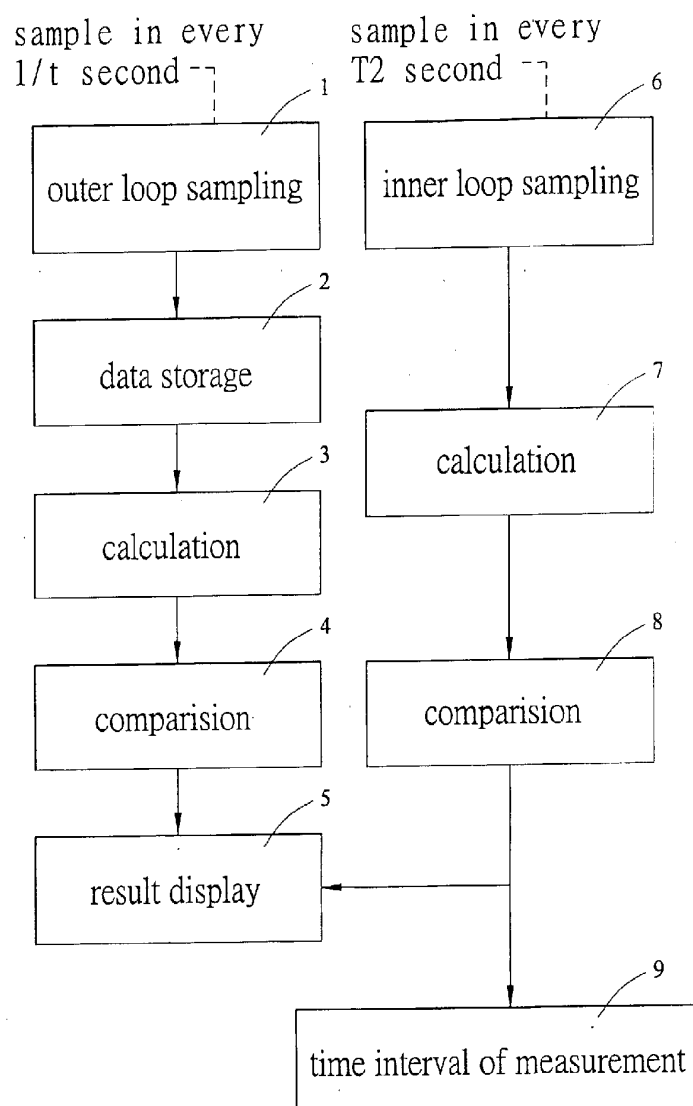 sample in every
1/t second
1
outer loop sampling
2
data storage
3
calculation
4
comparision
5
result display
sample in every
T2 second
6
inner loop sampling
7
calculation
8
comparision
9
time interval of measurement